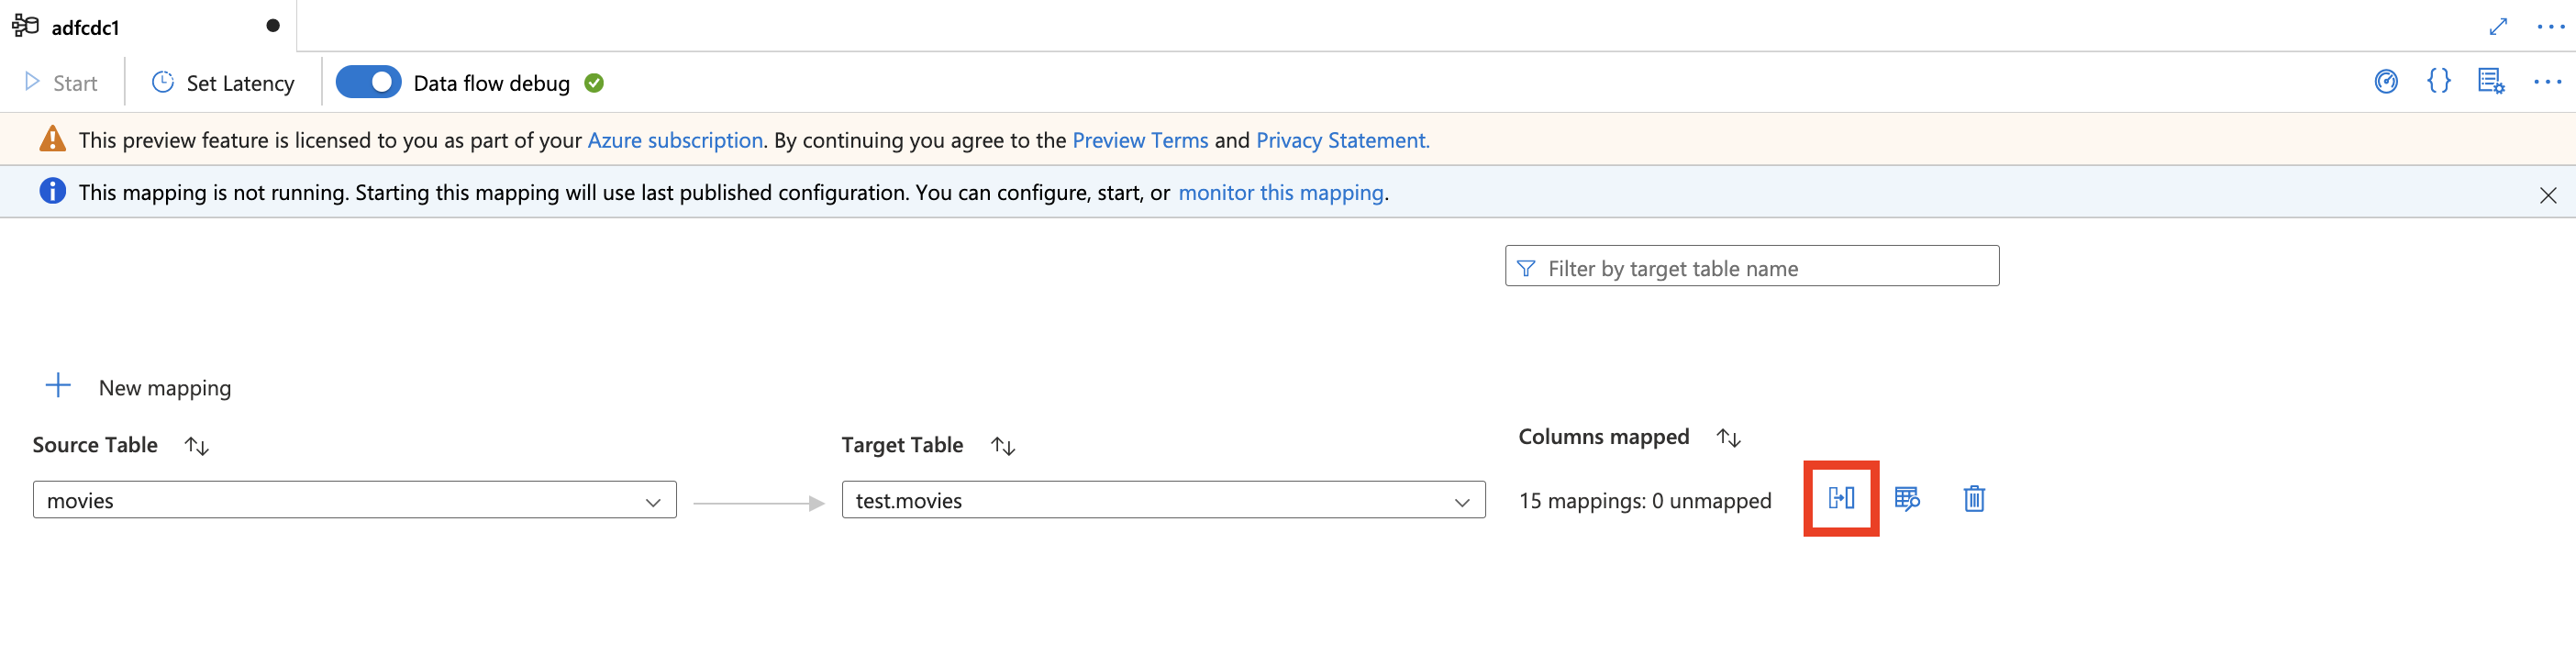 adfcdc1
Start
Set Latency
Data flow debug
This preview feature is licensed to you as part of your Azure subscription. By continuing you agree to the Preview Terms and Privacy Statement.
This mapping is not running. Starting this mapping will use last published configuration. You can configure, start, or monitor this mapping.
Filter by target table name
New mapping
Source Table
Target Table
Columns mapped
movies
test.movies
15 mappings: 0 unmapped